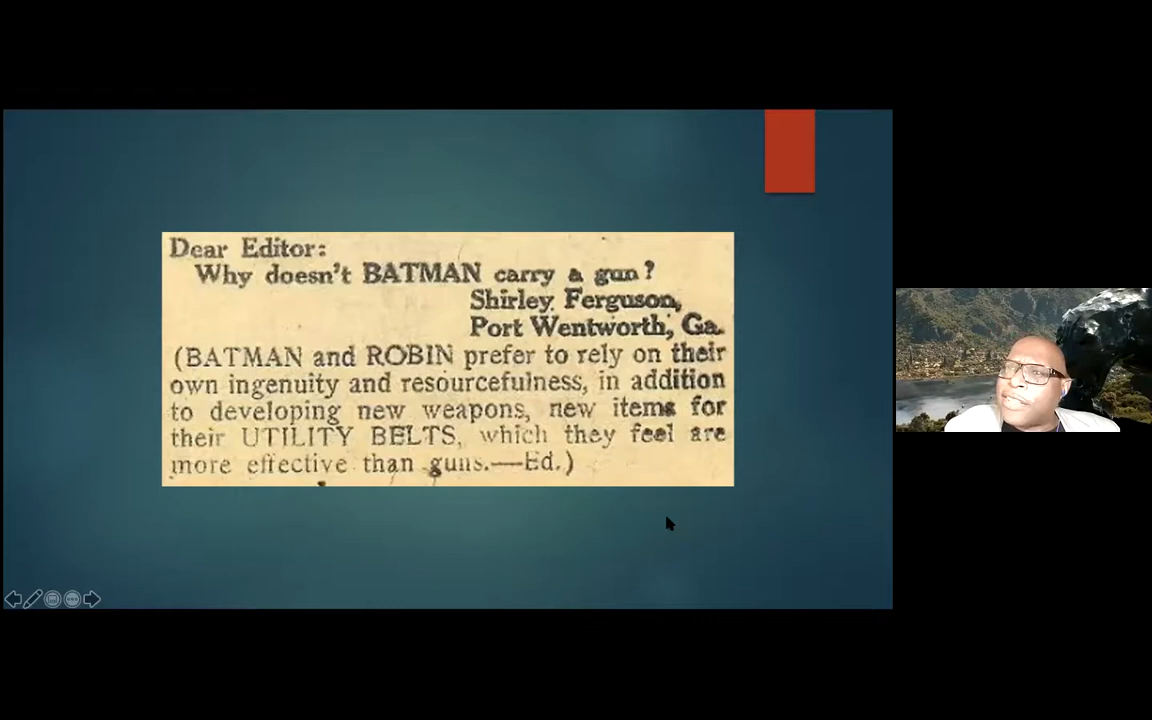 Dear Editor:
Why doesn't BATMAN carry a gun?
Shirley Ferguson,
Port Wentworth, Ga.
(BATMAN and ROBIN prefer to rely on their
own ingenuity and resourcefulness, in addition
to developing new weapons, new items for
their UTILITY BELTS, which they feel are
more effective than guns.—Ed.)